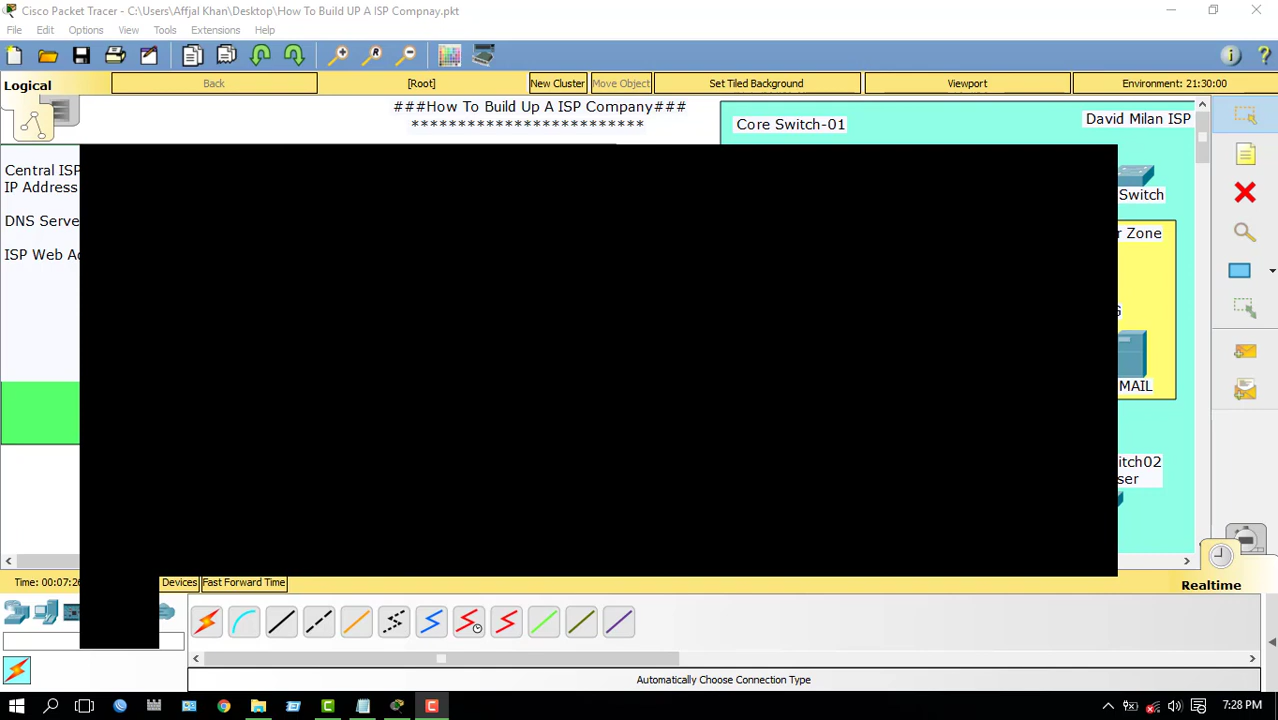 Cisco Packet Tracer - C:\Users\Affjal Khan\Desktop\How To Build UP A ISP Compnay.pkt
File Edit Options View Tools Extensions Help
Logical
Back
[Root]
New Cluster
Move Object
Set Tiled Background
Viewport
Environment: 21:30:00
###How To Build Up A ISP Company###
**************************
Core Switch-01
David Milan ISP
Central ISP
IP Address
Switch
DNS Serve
Zone
ISP Web
MAIL
Time: 00:07:26
Devices
Fast Forward Time
Realtime
Automatically Choose Connection Type
7:28 PM